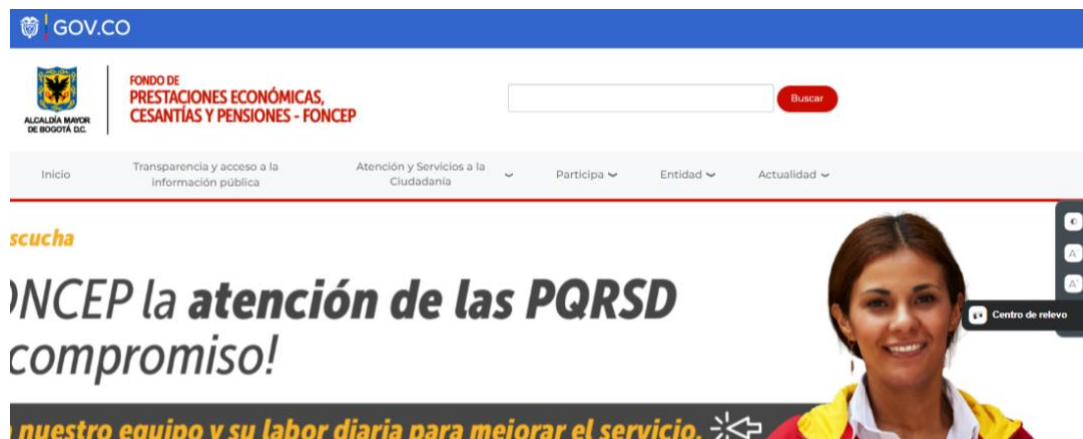 GOV.CO
ALCALDÍA MAYOR
DE BOGOTÁ D.C.
FONDO DE
PRESTACIONES ECONÓMICAS,
CESANTÍAS Y PENSIONES - FONCEP
Buscar
Inicio
Transparencia y acceso a la
información pública
Atención y Servicios a la
Ciudadanía
Participa
Entidad
Actualidad
scucha
ONCEP la atención de las PQRSD
compromiso!
nuestro equipo y su labor diaria para mejorar el servicio.
A
A
Centro de relevo